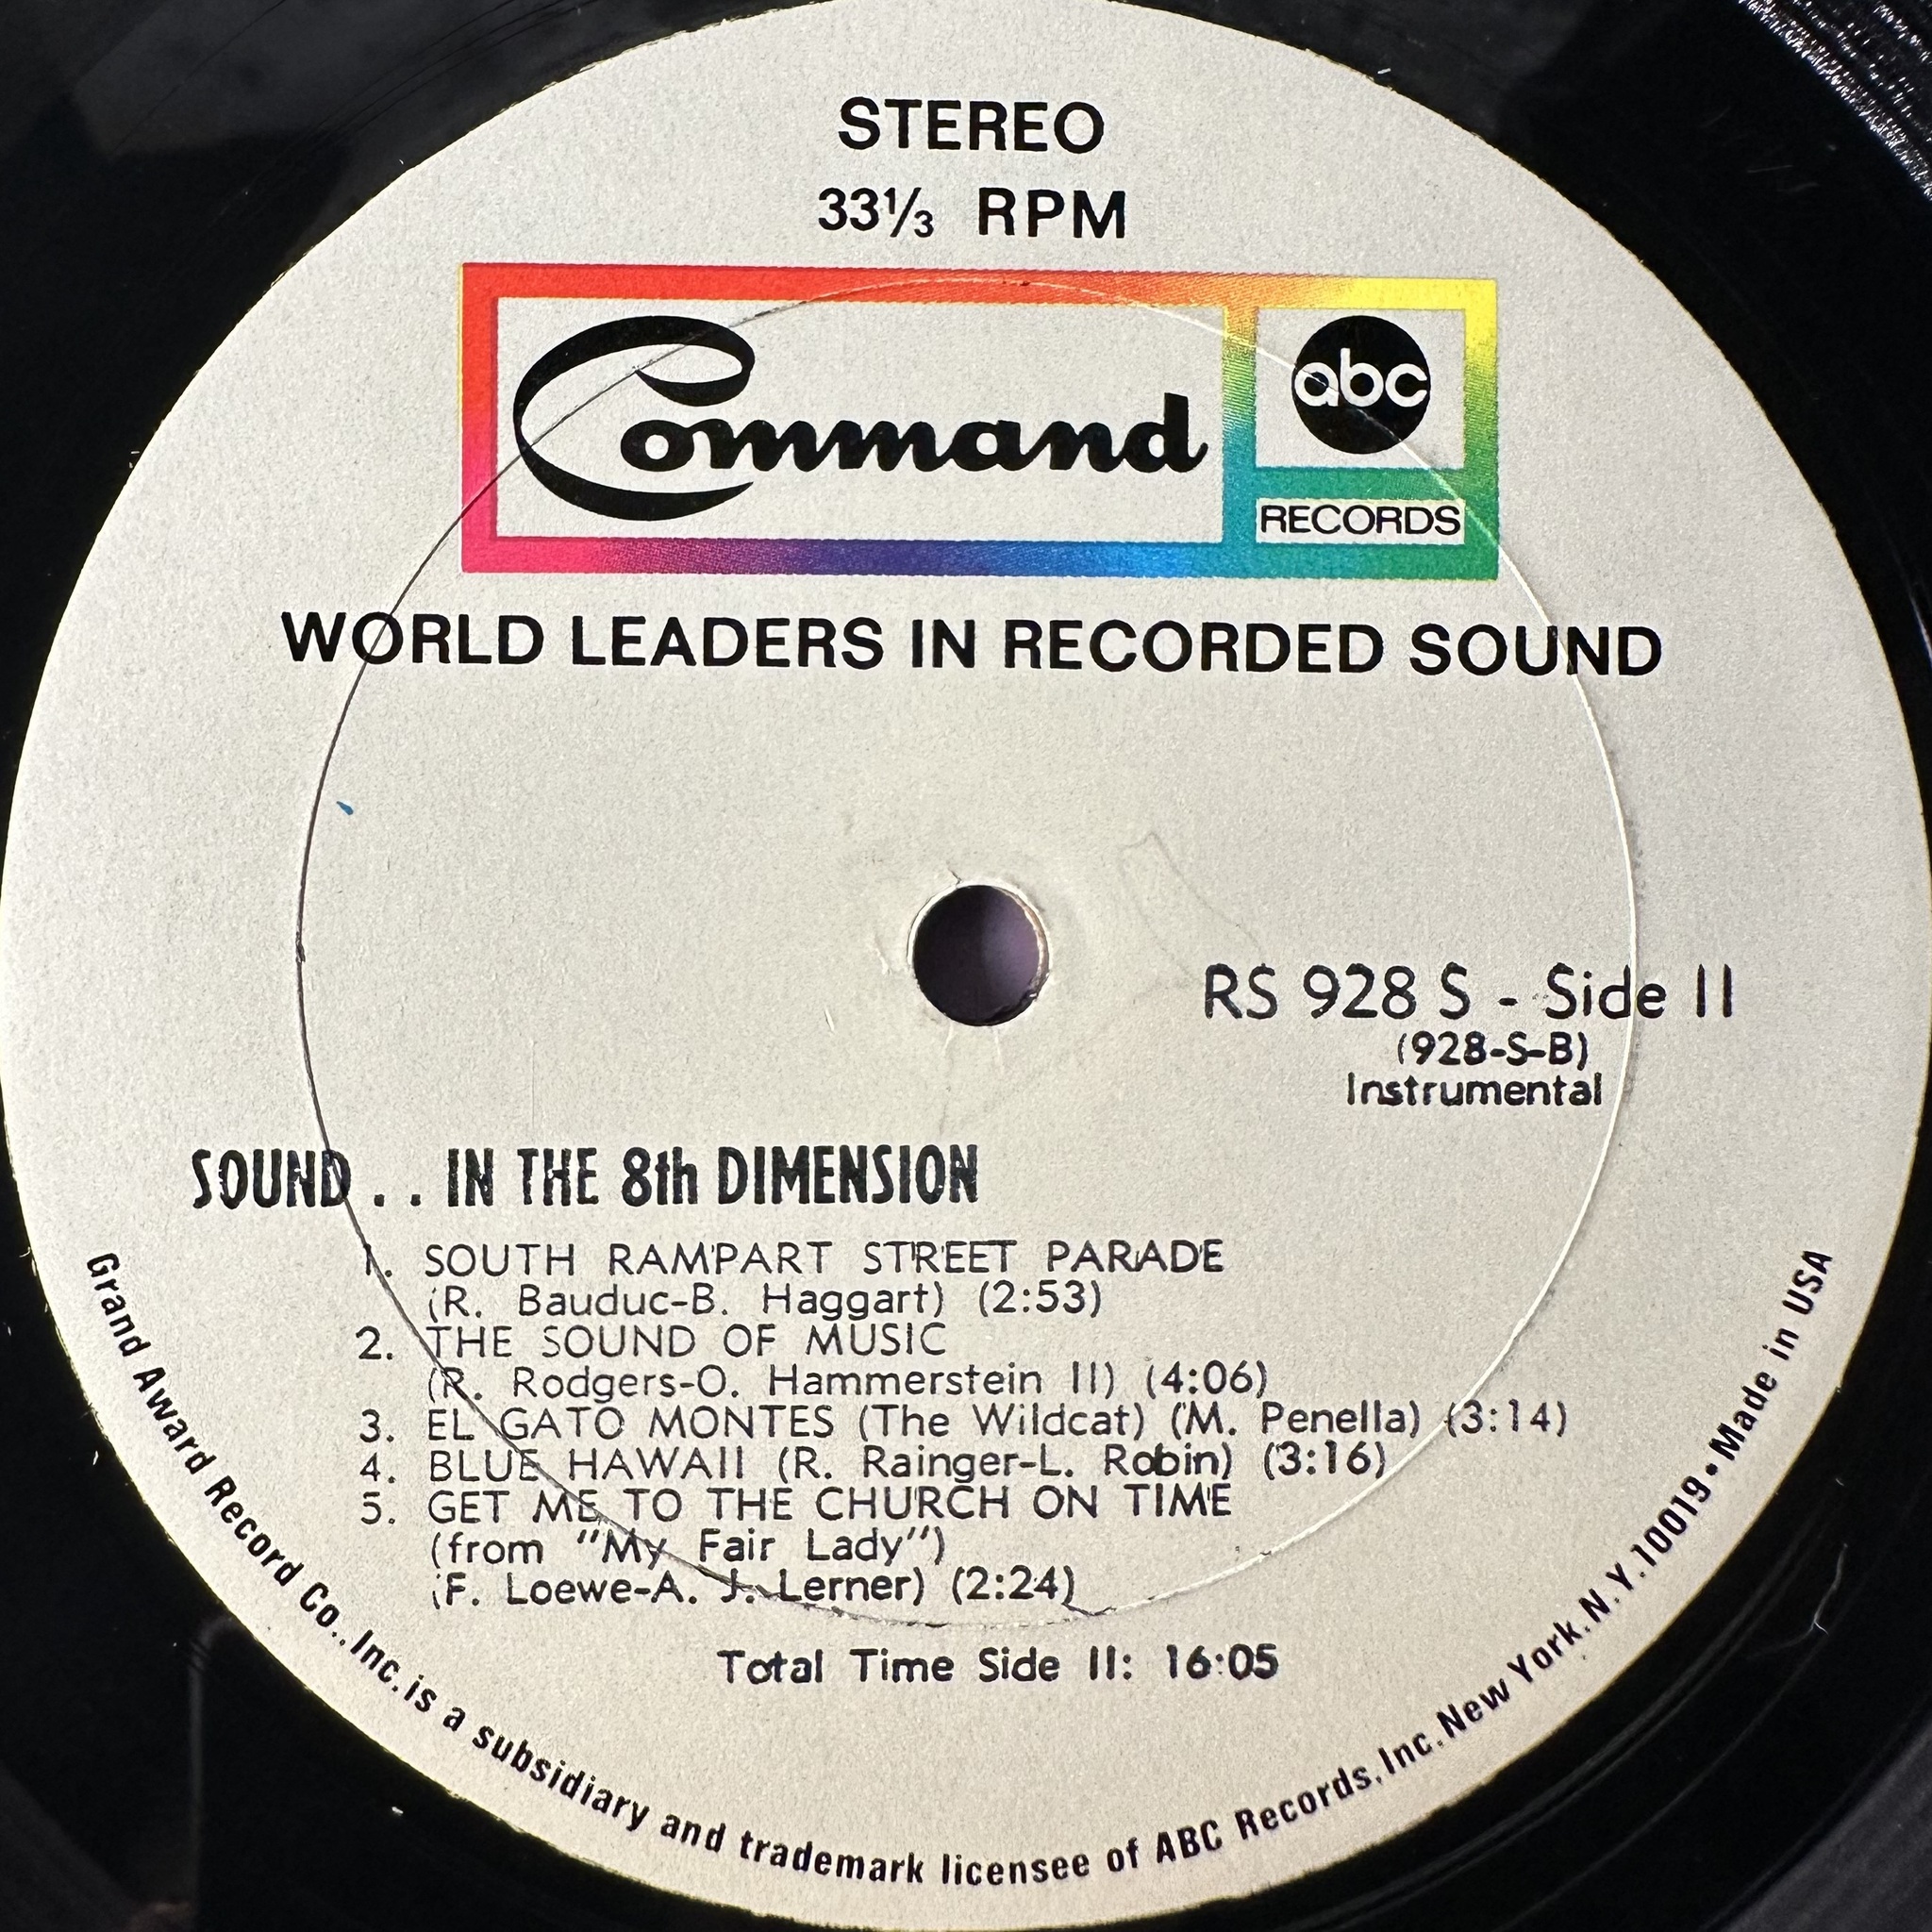 STEREO
33⅓ RPM
Command
abc
RECORDS
WORLD LEADERS IN RECORDED SOUND
RS 928 S - Side II
(928-S-B)
Instrumental
SOUND . . IN THE 8th DIMENSION
1. SOUTH RAMPART STREET PARADE
(R. Bauduc-B. Haggart) (2:53)
2. THE SOUND OF MUSIC
(R. Rodgers-O. Hammerstein II) (4:06)
3. EL GATO MONTES (The Wildcat) (M. Penella) (3:14)
4. BLUE HAWAII (R. Rainger-L. Robin) (3:16)
5. GET ME TO THE CHURCH ON TIME
(from "My Fair Lady")
(F. Loewe-A. J. Lerner) (2:24)
Total Time Side II: 16:05
Grand Award Record Co., Inc. is a subsidiary and trademark licensee of ABC Records, Inc. New York. N.Y. 10019 • Made in USA